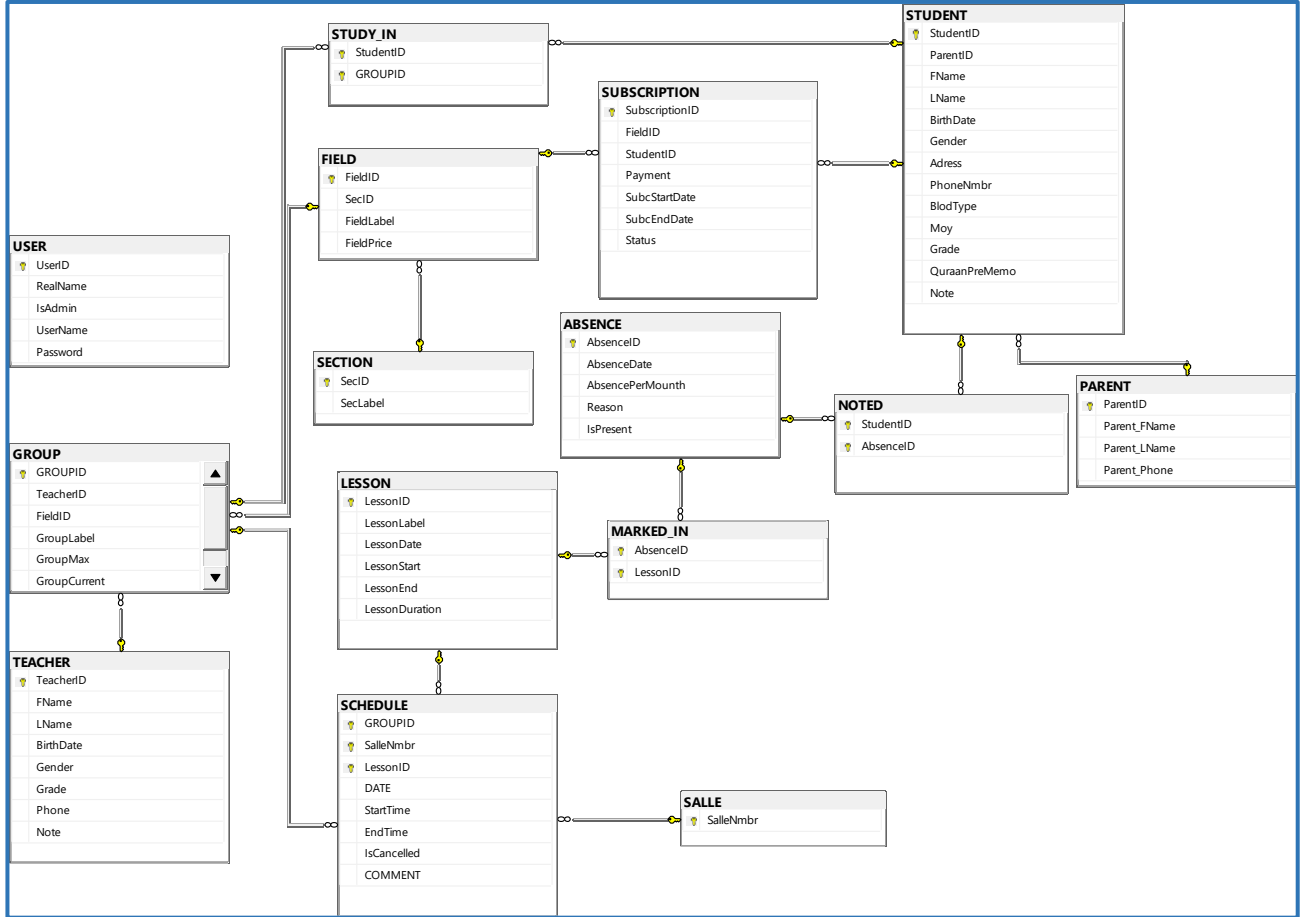 STUDY_IN
StudentID
GROUPID
STUDENT
StudentID
ParentID
FName
LName
BirthDate
Gender
Adress
PhoneNmbr
BlodType
Moy
Grade
QuraanPreMemo
Note
SUBSCRIPTION
SubscriptionID
FieldID
StudentID
Payment
SubcStartDate
SubcEndDate
Status
FIELD
FieldID
SecID
FieldLabel
FieldPrice
USER
UserID
RealName
IsAdmin
UserName
Password
SECTION
SecID
SecLabel
ABSENCE
AbsenceID
AbsenceDate
AbsencePerMounth
Reason
IsPresent
NOTED
StudentID
AbsenceID
PARENT
ParentID
Parent_FName
Parent_LName
Parent_Phone
GROUP
GROUPID
TeacherID
FieldID
GroupLabel
GroupMax
GroupCurrent
LESSON
LessonID
LessonLabel
LessonDate
LessonStart
LessonEnd
LessonDuration
MARKED_IN
AbsenceID
LessonID
TEACHER
TeacherID
FName
LName
BirthDate
Gender
Grade
Phone
Note
SCHEDULE
GROUPID
SalleNmbr
LessonID
DATE
StartTime
EndTime
IsCancelled
COMMENT
SALLE
SalleNmbr